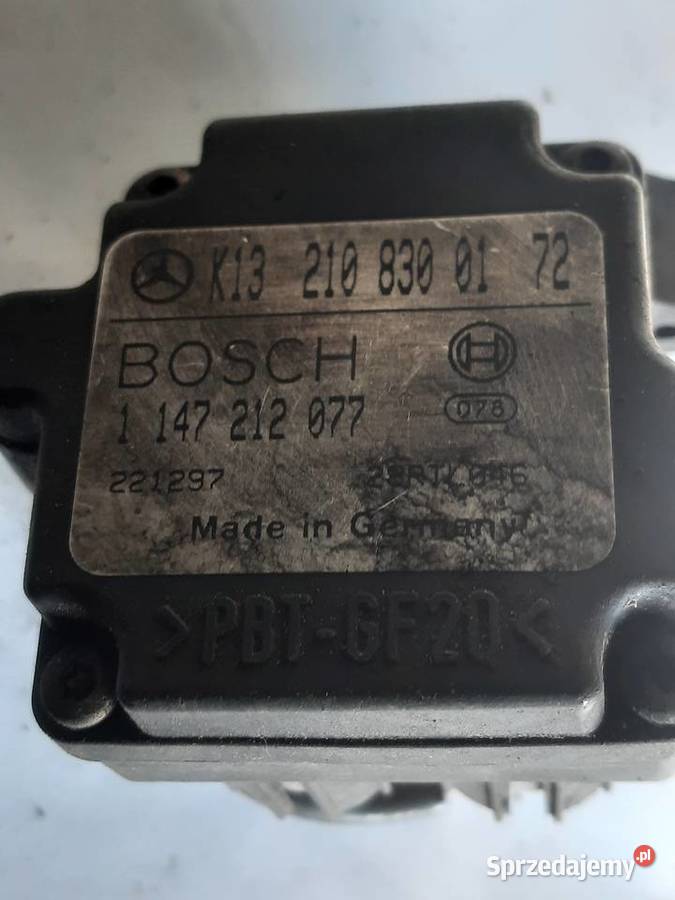 K13 210 830 01 72
BOSCH
1 147 212 077 078
221297
Made in Germany
>PBT-GF20<
Sprzedajemy.pl